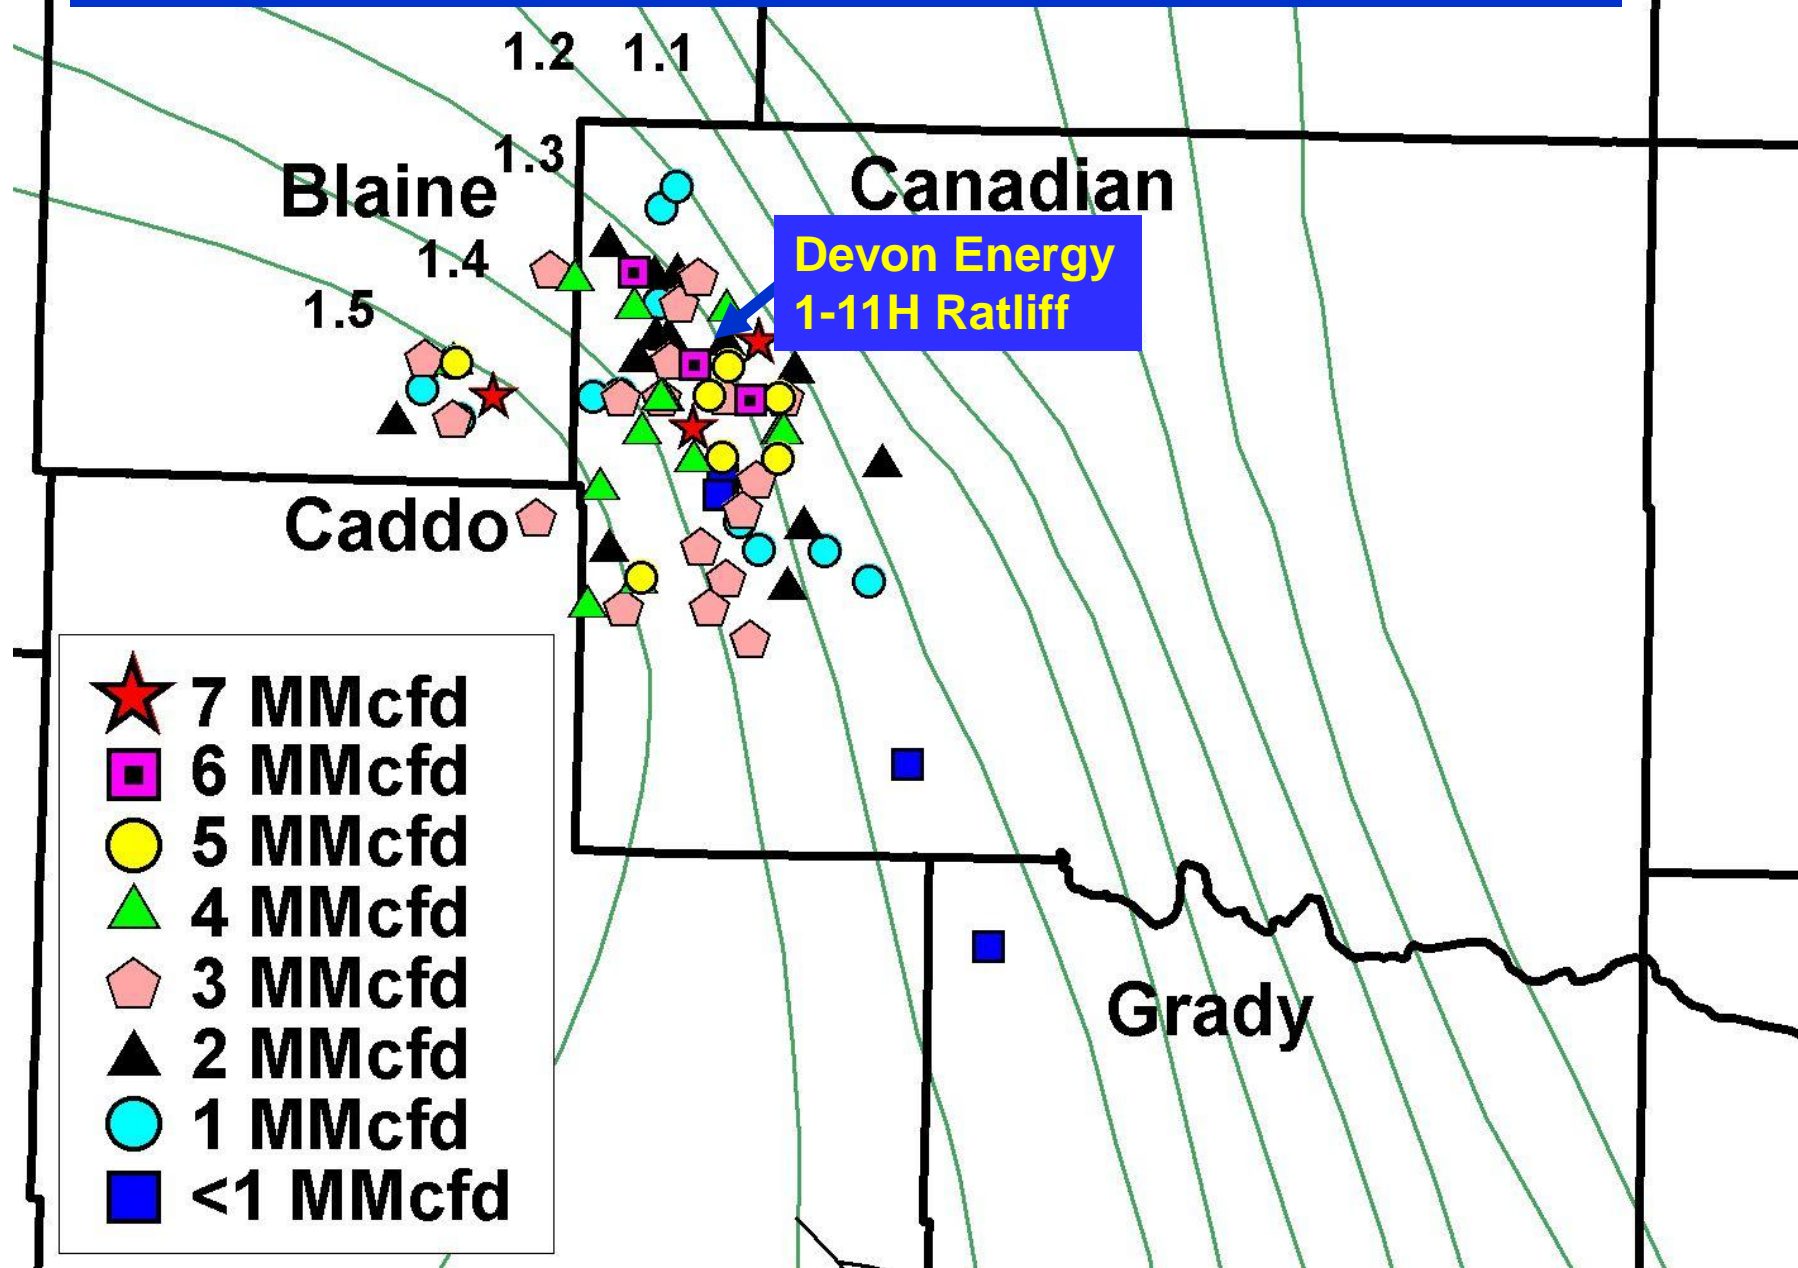 1.2
1.1
1.3
Blaine
Canadian
1.4
Devon Energy
1-11H Ratliff
1.5
Caddo
7 MMcfd
6 MMcfd
5 MMcfd
4 MMcfd
3 MMcfd
Grady
2 MMcfd
1 MMcfd
<1 MMcfd